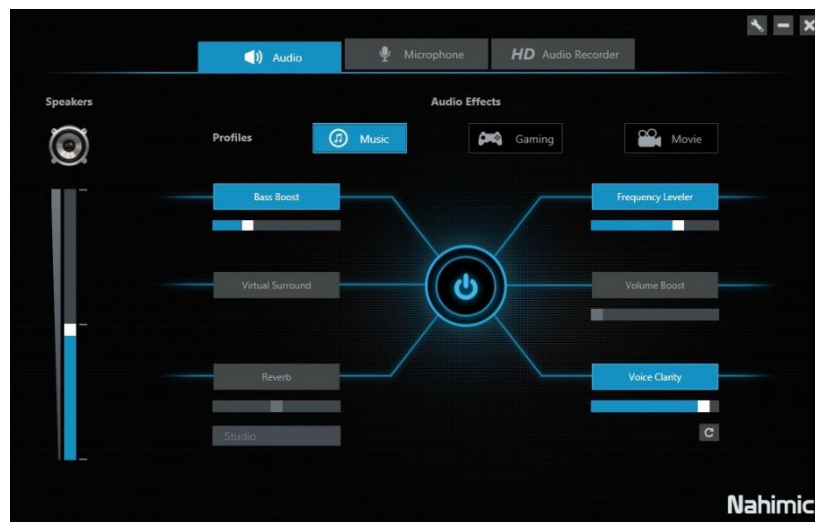 Audio
Microphone
HD Audio Recorder
Speakers
Audio Effects
Profiles
Music
Gaming
Movie
Bass Boost
Frequency Leveler
Virtual Surround
Volume Boost
Reverb
Voice Clarity
Studio
Nahimic